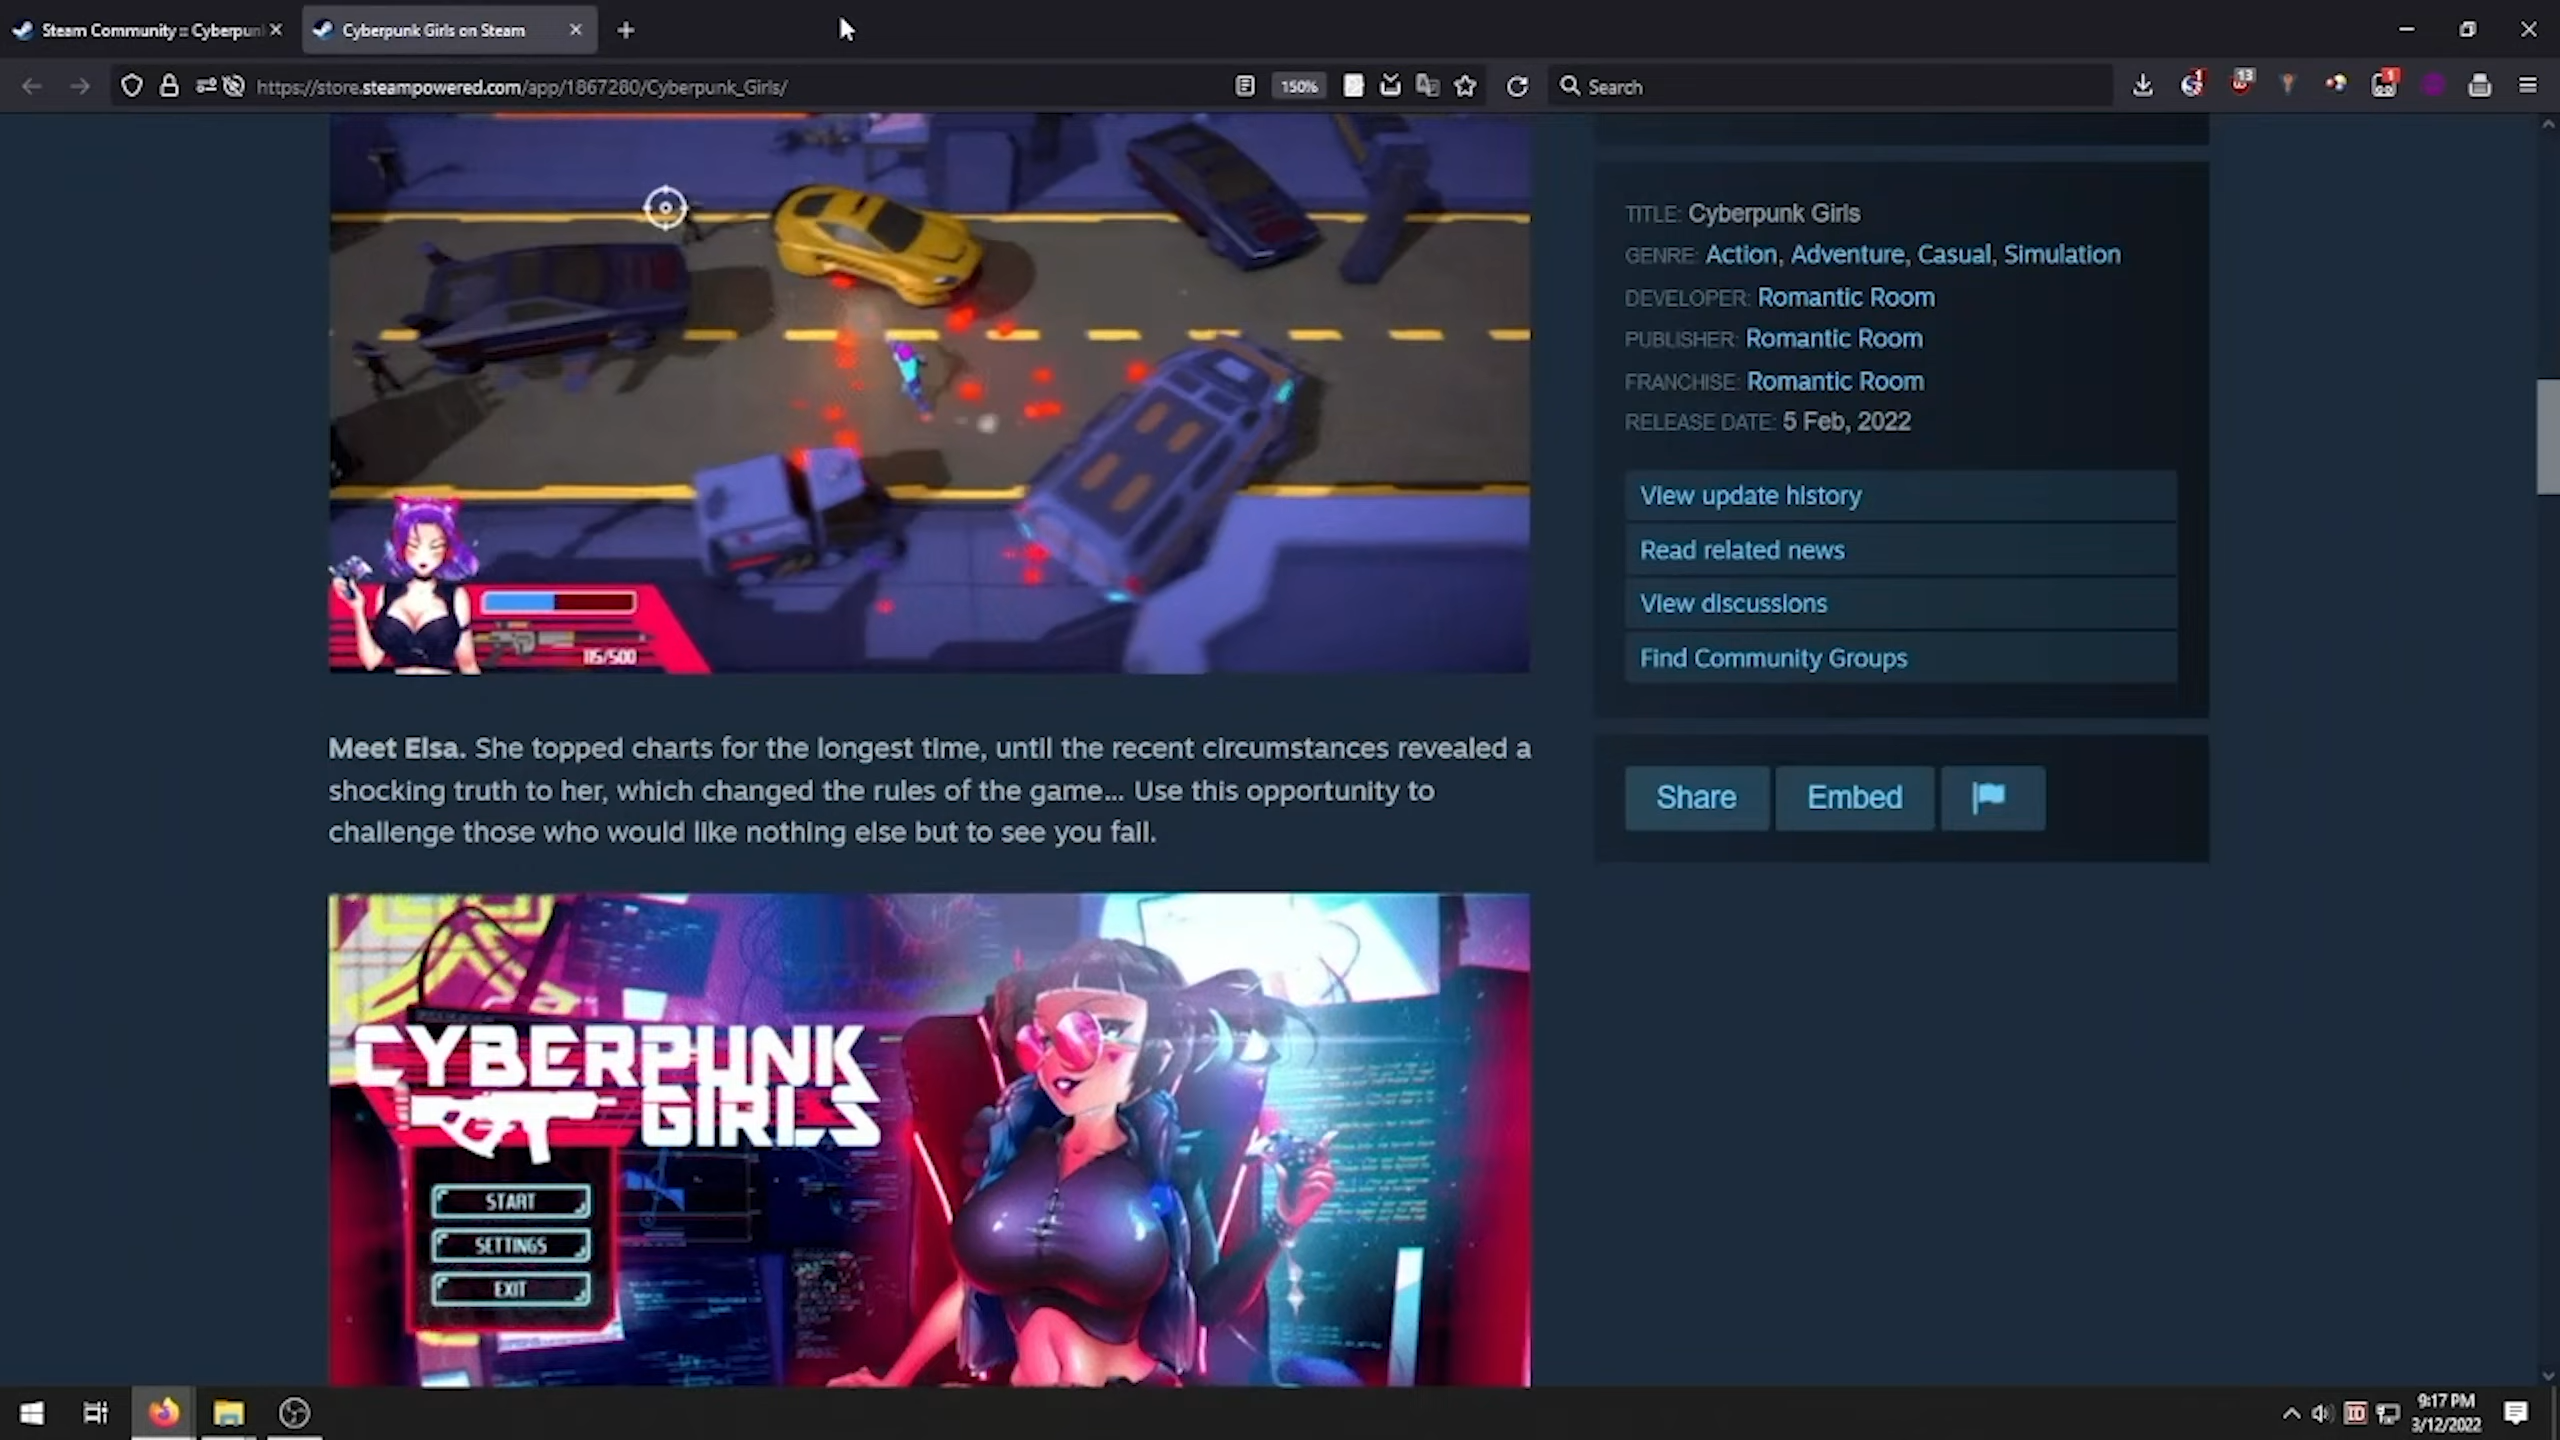 Steam Community :: Cyberpun
Cyberpunk Girls on Steam
https://store.steampowered.com/app/1867280/Cyberpunk_Girls/
150%
Search
1
13
1
TITLE: Cyberpunk Girls
GENRE: Action, Adventure, Casual, Simulation
DEVELOPER: Romantic Room
PUBLISHER: Romantic Room
FRANCHISE: Romantic Room
RELEASE DATE: 5 Feb, 2022
View update history
Read related news
View discussions
Find Community Groups
115/500
Meet Elsa. She topped charts for the longest time, until the recent circumstances revealed a
shocking truth to her, which changed the rules of the game... Use this opportunity to
challenge those who would like nothing else but to see you fail.
Share
Embed
CYBERPUNK
GIRLS
START
SETTINGS
EXIT
9:17 PM
3/12/2022